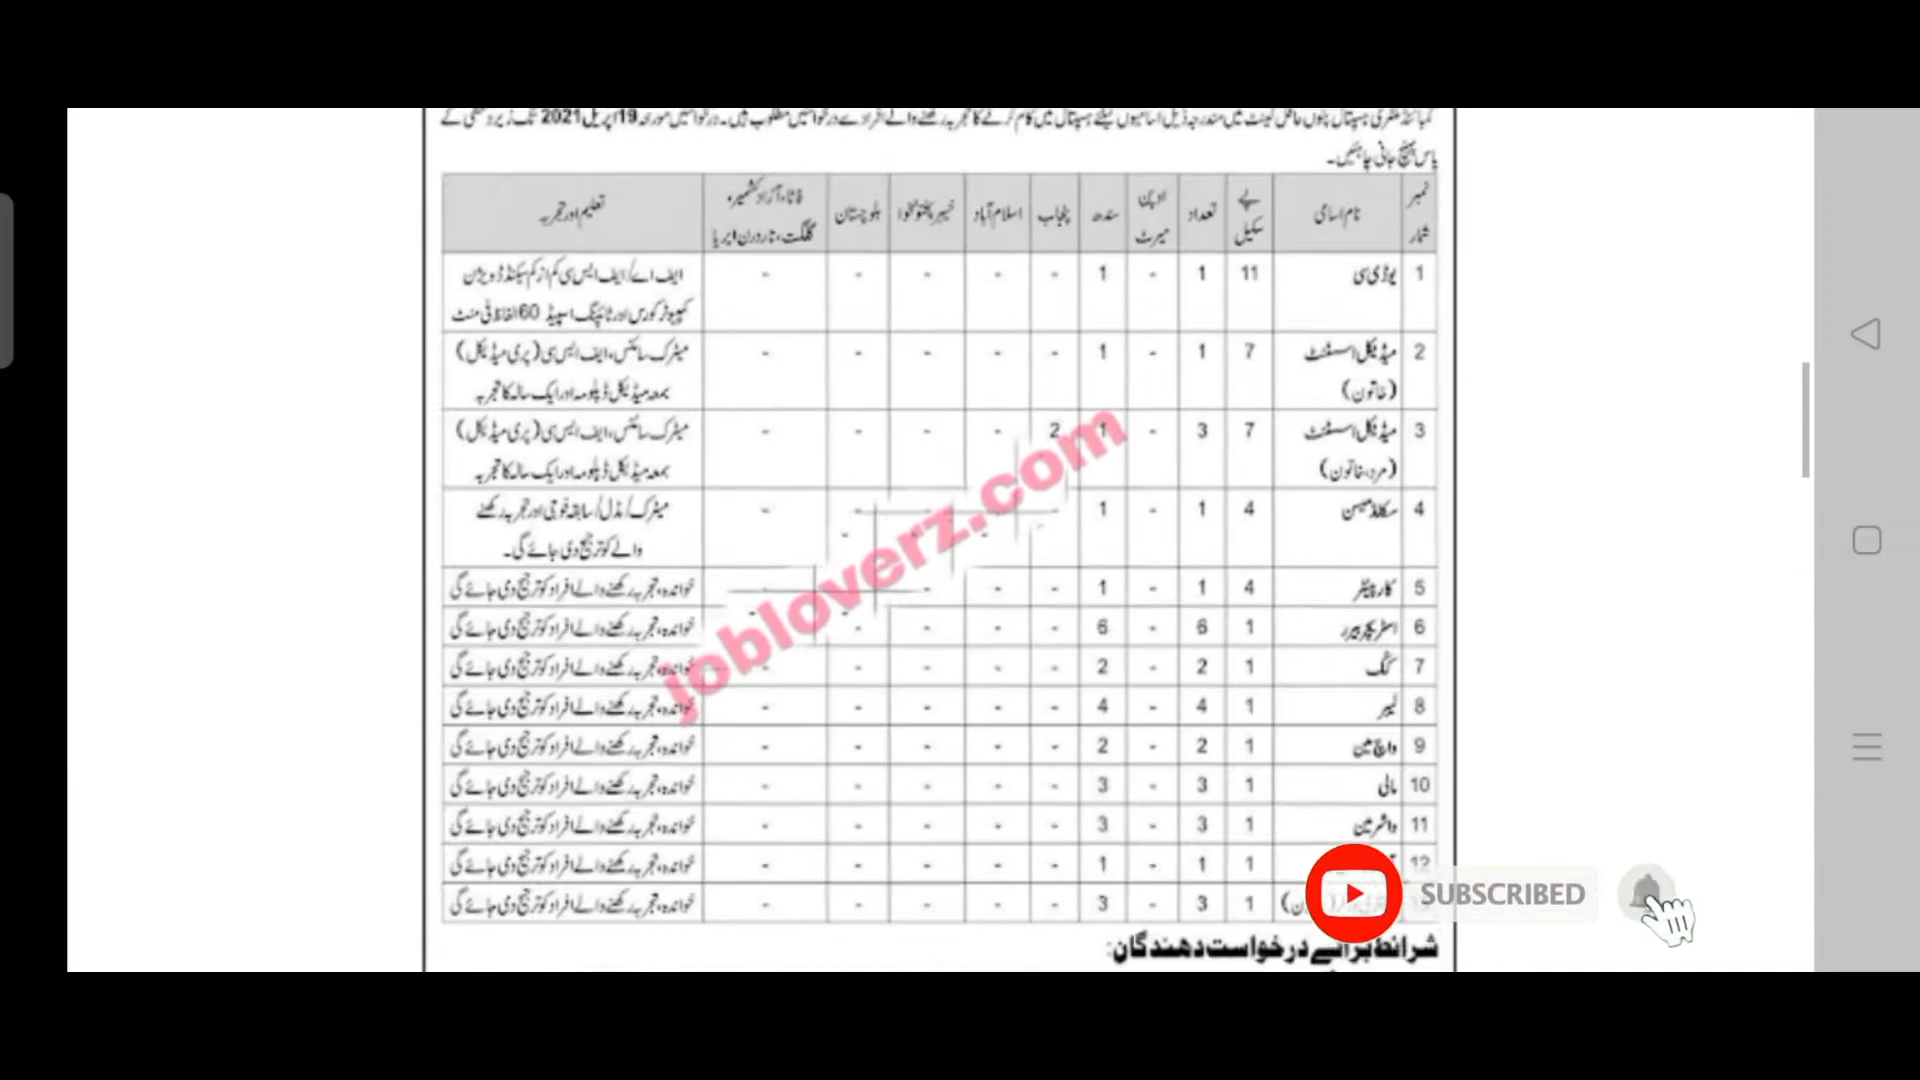 کمبائنڈ ملٹری ہسپتال پنوں عاقل کینٹ میں مندرجہ ذیل اسامیوں کیلئے ہسپتال میں کام کرنے کا تجربہ رکھنے والے افراد سے درخواستیں مطلوب ہیں۔ درخواستیں مورخہ 19 اپریل 2021 تک زیر دستخطی کے
پاس پہنچ جانی چاہئیں۔
نمبر شمار نام اسامی پے سکیل تعداد اوپن میرٹ سندھ پنجاب اسلام آباد خیبر پختونخوا بلوچستان فاٹا، آزاد کشمیر، گلگت، ناردرن ایریا تعلیم اور تجربہ
1 یو ڈی سی 11 1 - 1 - - - - - ایف اے/ ایف ایس سی کم از کم سیکنڈ ڈویژن
کمپیوٹر کورس اور ٹائپنگ اسپیڈ 60 الفاظ فی منٹ
2 میڈیکل اسسٹنٹ 7 1 - 1 - - - - - میٹرک سائنس، ایف ایس سی (پری میڈیکل)
(خاتون) بمعہ میڈیکل ڈپلومہ اور ایک سالہ کا تجربہ
3 میڈیکل اسسٹنٹ 7 3 - 1 2 - - - - میٹرک سائنس، ایف ایس سی (پری میڈیکل)
(مرد، خاتون) بمعہ میڈیکل ڈپلومہ اور ایک سالہ کا تجربہ
4 سکلڈ میسن 4 1 - 1 - - - - - میٹرک/ مڈل/ سابقہ فوجی اور تجربہ رکھنے
والے کو ترجیح دی جائے گی۔
5 کارپینٹر 4 1 - 1 - - - - - خواندہ، تجربہ رکھنے والے افراد کو ترجیح دی جائے گی
6 اسٹریچر بیرر 1 6 - 6 - - - - - خواندہ، تجربہ رکھنے والے افراد کو ترجیح دی جائے گی
7 کک 1 2 - 2 - - - - - خواندہ، تجربہ رکھنے والے افراد کو ترجیح دی جائے گی
8 لیبر 1 4 - 4 - - - - - خواندہ، تجربہ رکھنے والے افراد کو ترجیح دی جائے گی
9 واچ مین 1 2 - 2 - - - - - خواندہ، تجربہ رکھنے والے افراد کو ترجیح دی جائے گی
10 مالی 1 3 - 3 - - - - - خواندہ، تجربہ رکھنے والے افراد کو ترجیح دی جائے گی
11 واشرمین 1 3 - 3 - - - - - خواندہ، تجربہ رکھنے والے افراد کو ترجیح دی جائے گی
12 1 1 - 1 - - - - - خواندہ، تجربہ رکھنے والے افراد کو ترجیح دی جائے گی
1 3 - 3 - - - - - خواندہ، تجربہ رکھنے والے افراد کو ترجیح دی جائے گی
شرائط برائے درخواست دهندگان:
jobloverz.com
SUBSCRIBED